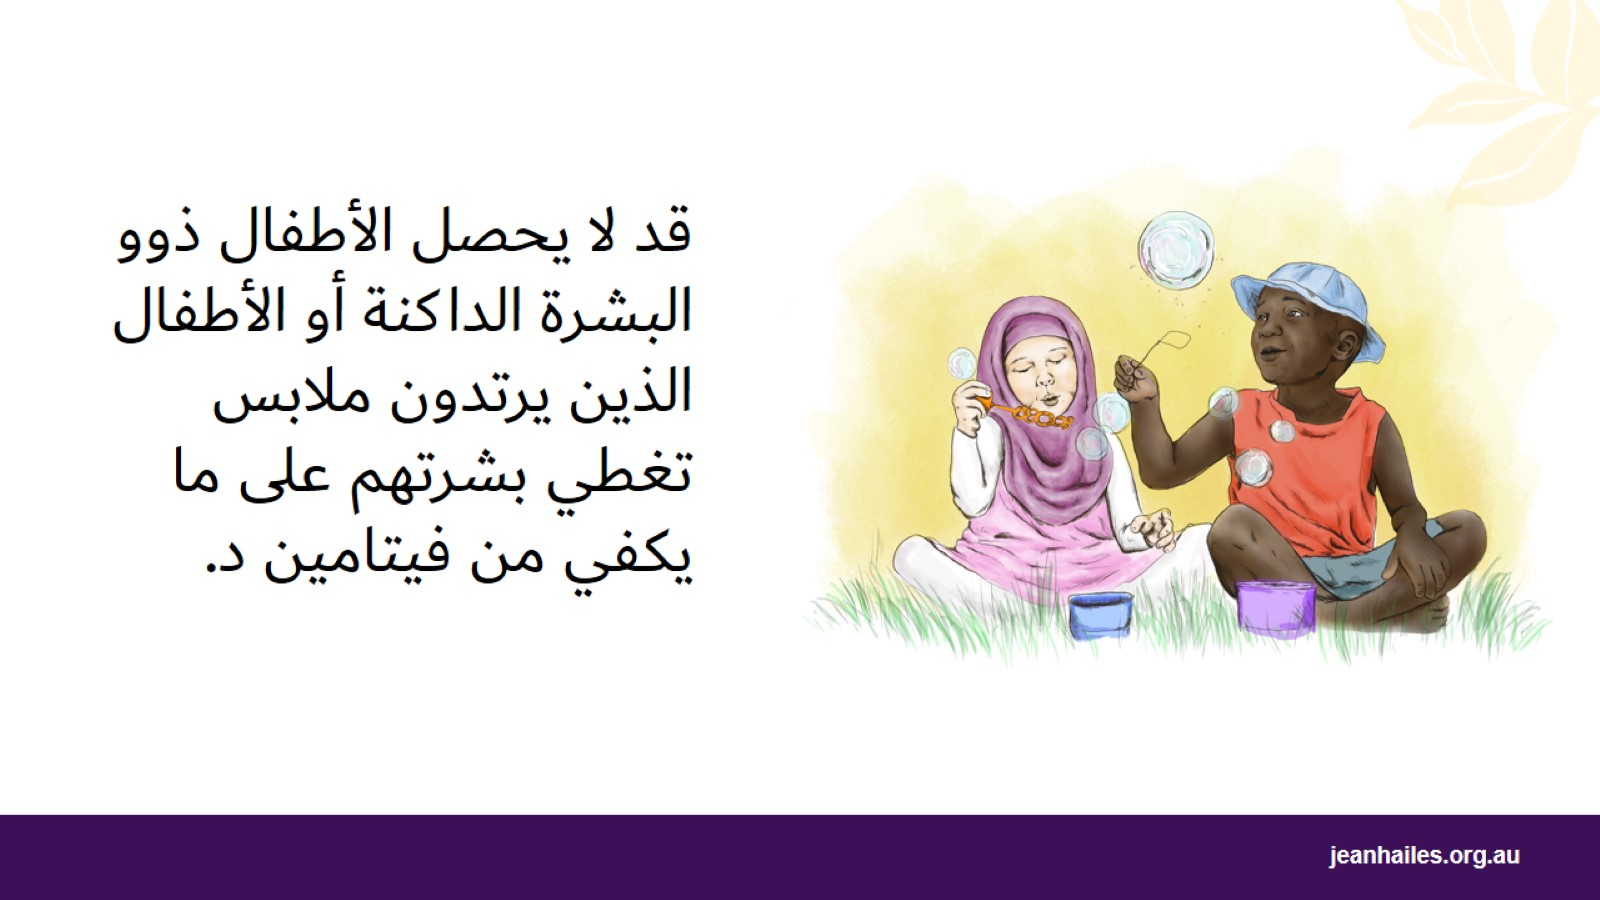 قد لا يحصل الأطفال ذوو
البشرة الداكنة أو الأطفال
الذين يرتدون ملابس
تغطي بشرتهم على ما
يكفي من فيتامين د.
jeanhailes.org.au